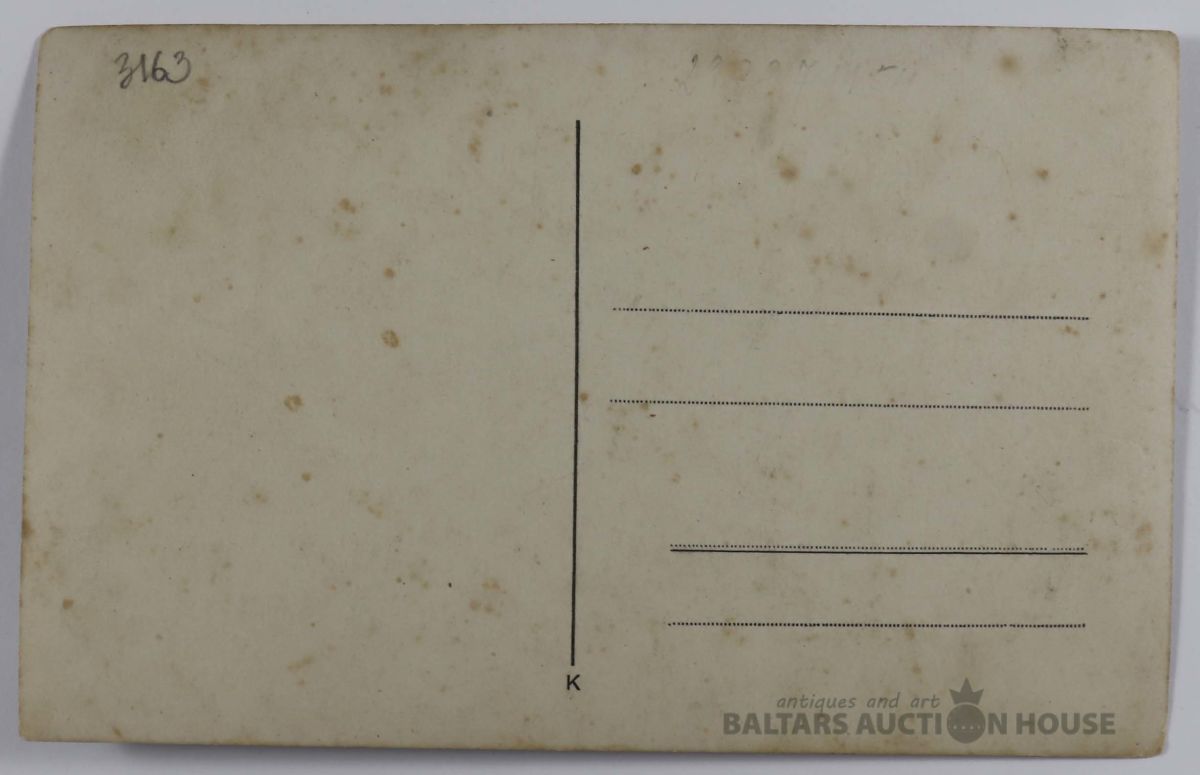 3163
K
antiques and art
BALTARS AUCTION HOUSE